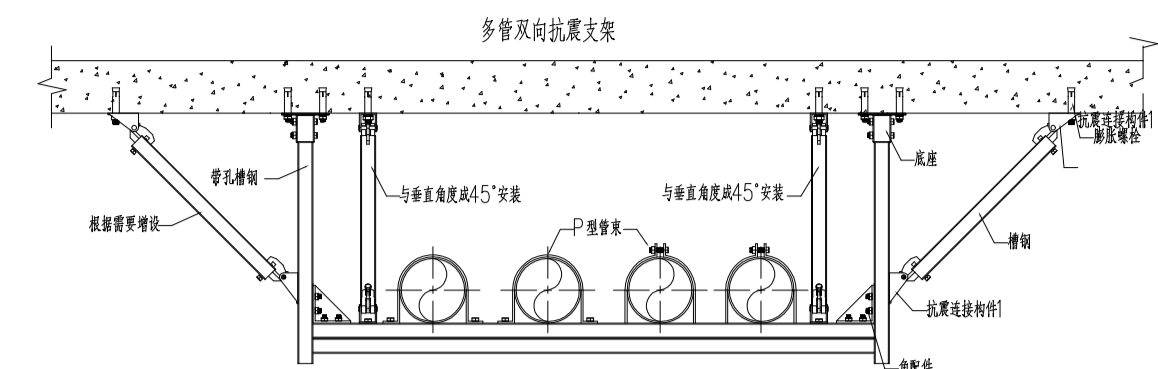 多管双向抗震支架
抗震连接构件1
膨胀螺栓
底座
带孔槽钢
与垂直角度成45°安装
与垂直角度成45°安装
根据需要增设
P型管束
槽钢
抗震连接构件1
角配件